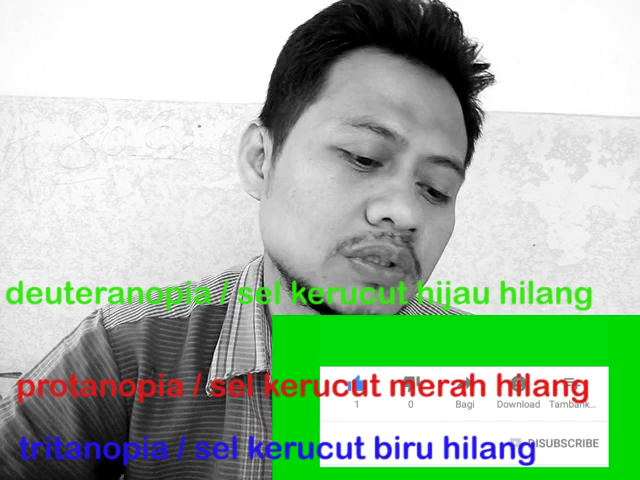 deuteranopia / sel kerucut hijau hilang
protanopia / sel kerucut merah hilang
1 0 Bagi Download Tambahk...
tritanopia / sel kerucut biru hilang
DISUBSCRIBE